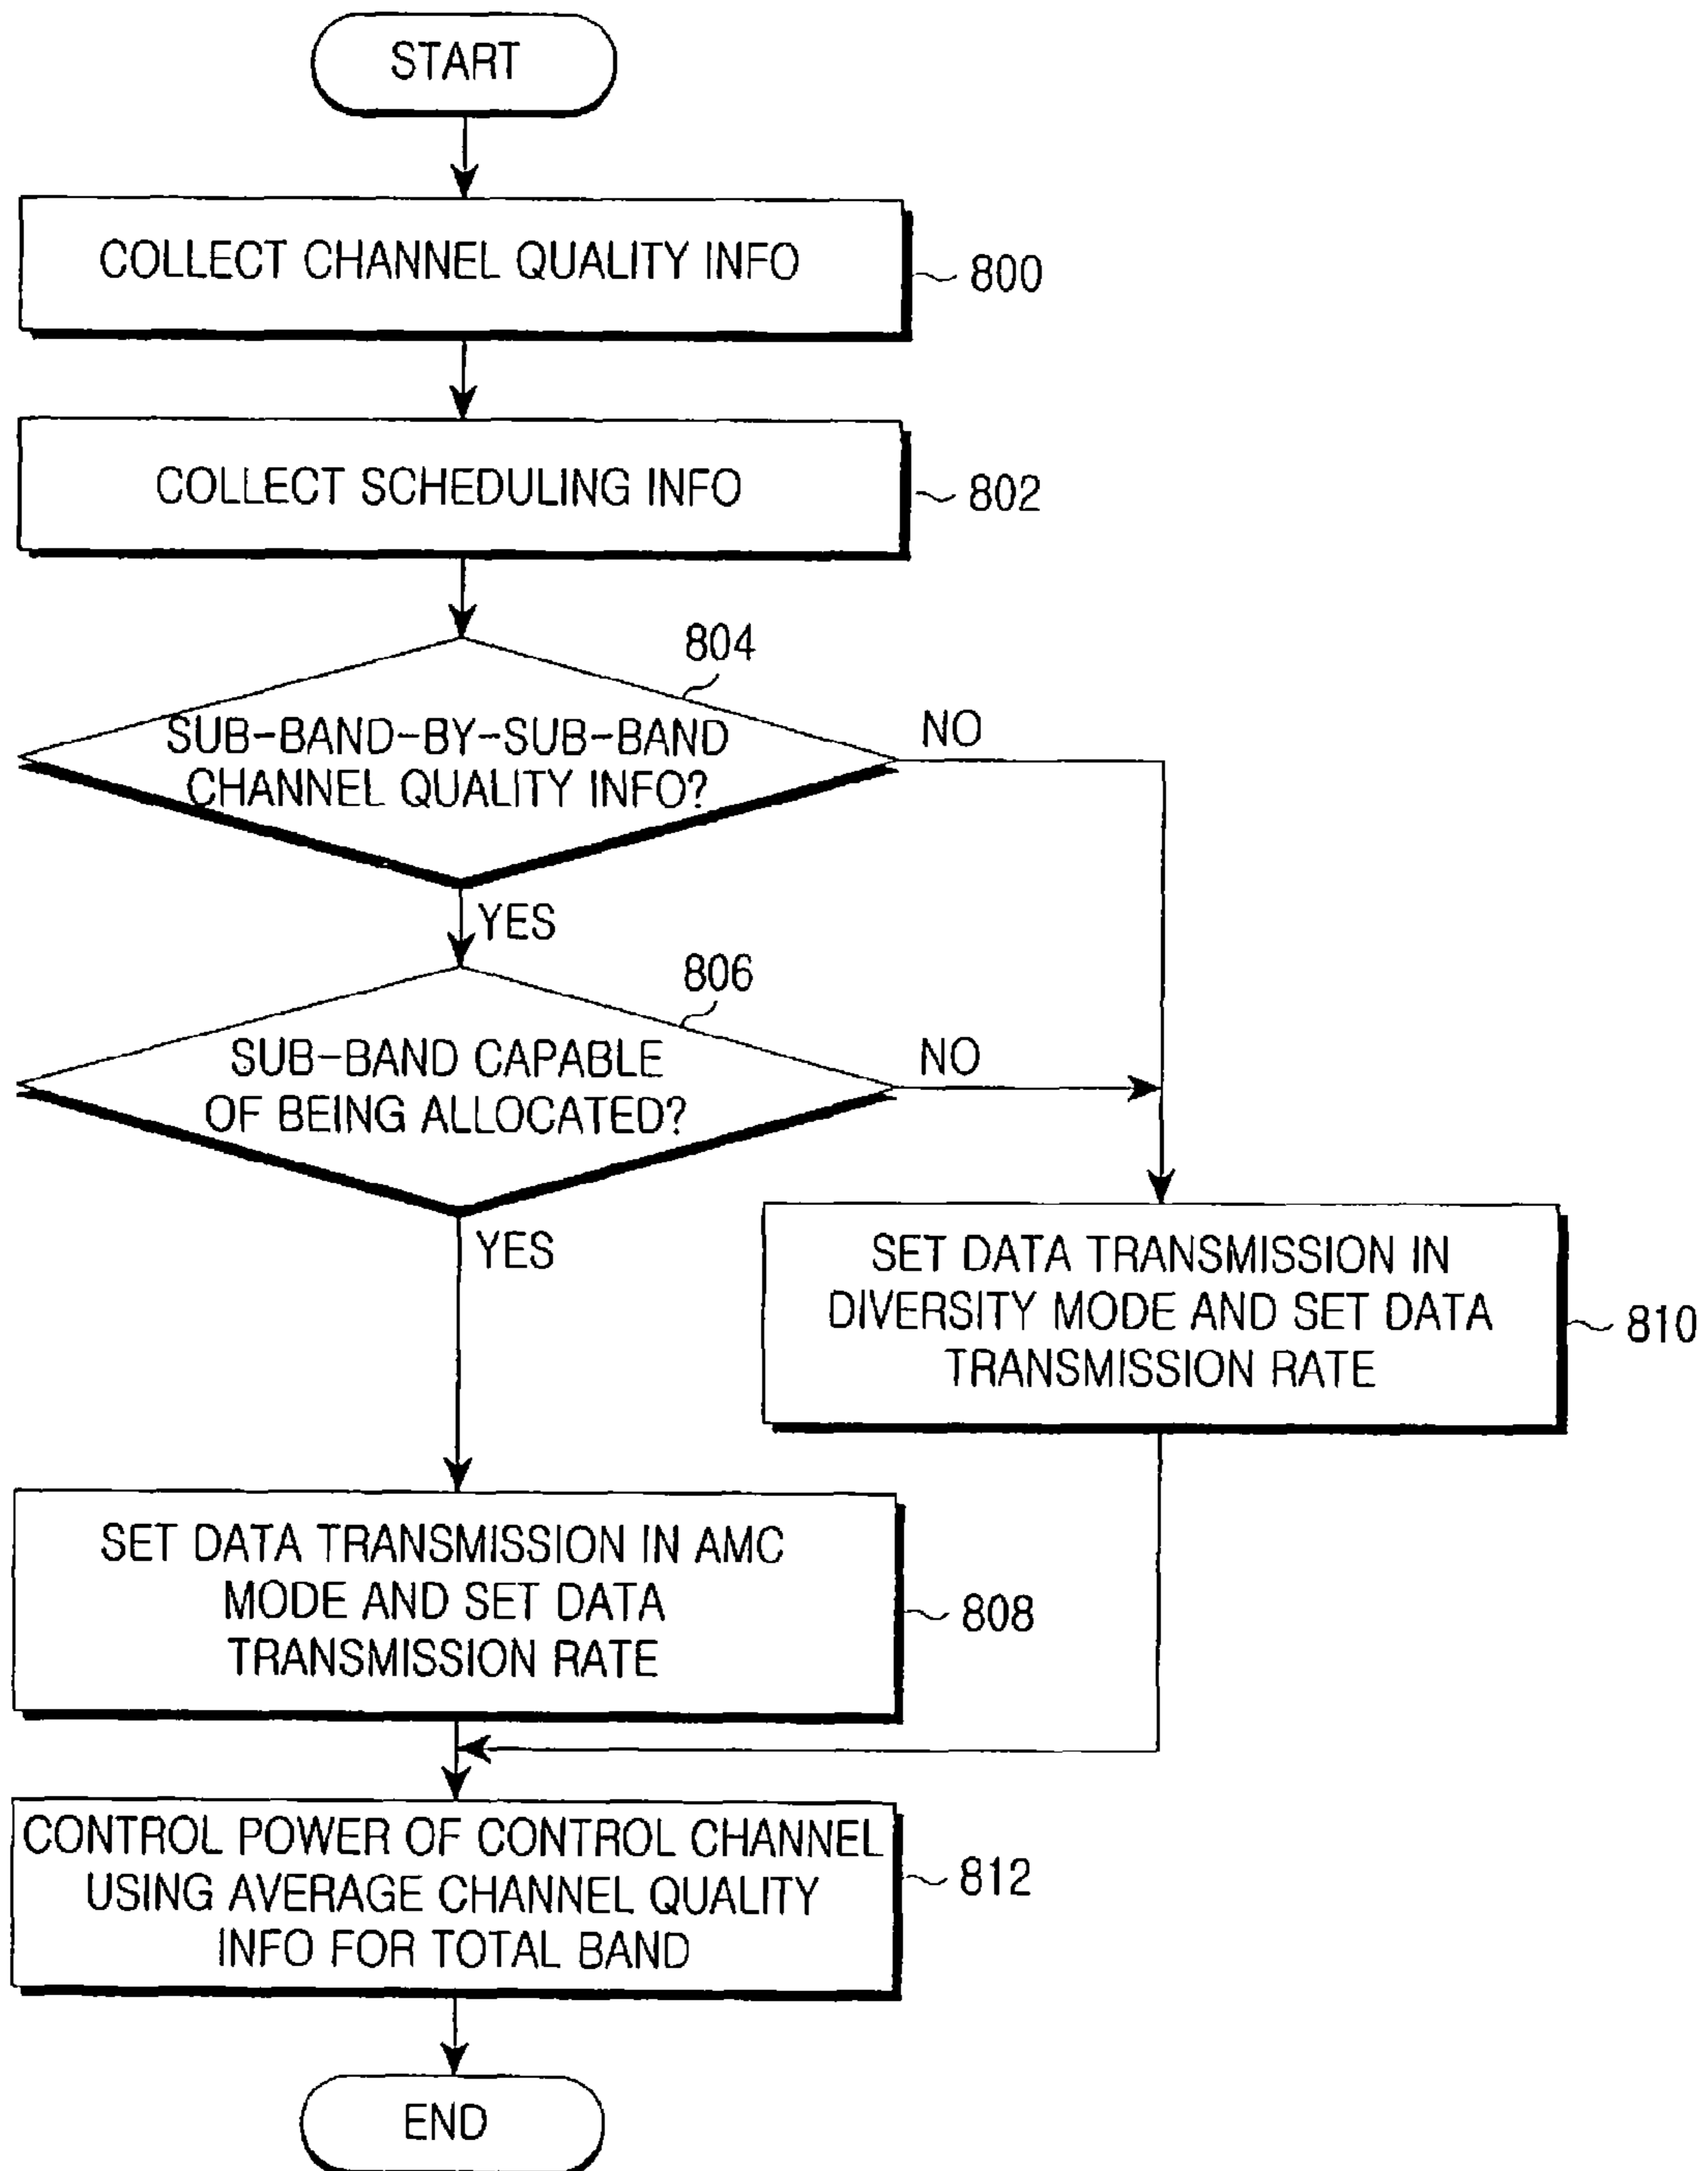 START
COLLECT CHANNEL QUALITY INFO
800
COLLECT SCHEDULING INFO
802
804
SUB-BAND-BY-SUB-BAND
CHANNEL QUALITY INFO?
NO
YES
806
SUB-BAND CAPABLE
OF BEING ALLOCATED?
NO
YES
SET DATA TRANSMISSION IN
DIVERSITY MODE AND SET DATA
TRANSMISSION RATE
810
SET DATA TRANSMISSION IN AMC
MODE AND SET DATA
TRANSMISSION RATE
808
CONTROL POWER OF CONTROL CHANNEL
USING AVERAGE CHANNEL QUALITY
INFO FOR TOTAL BAND
812
END